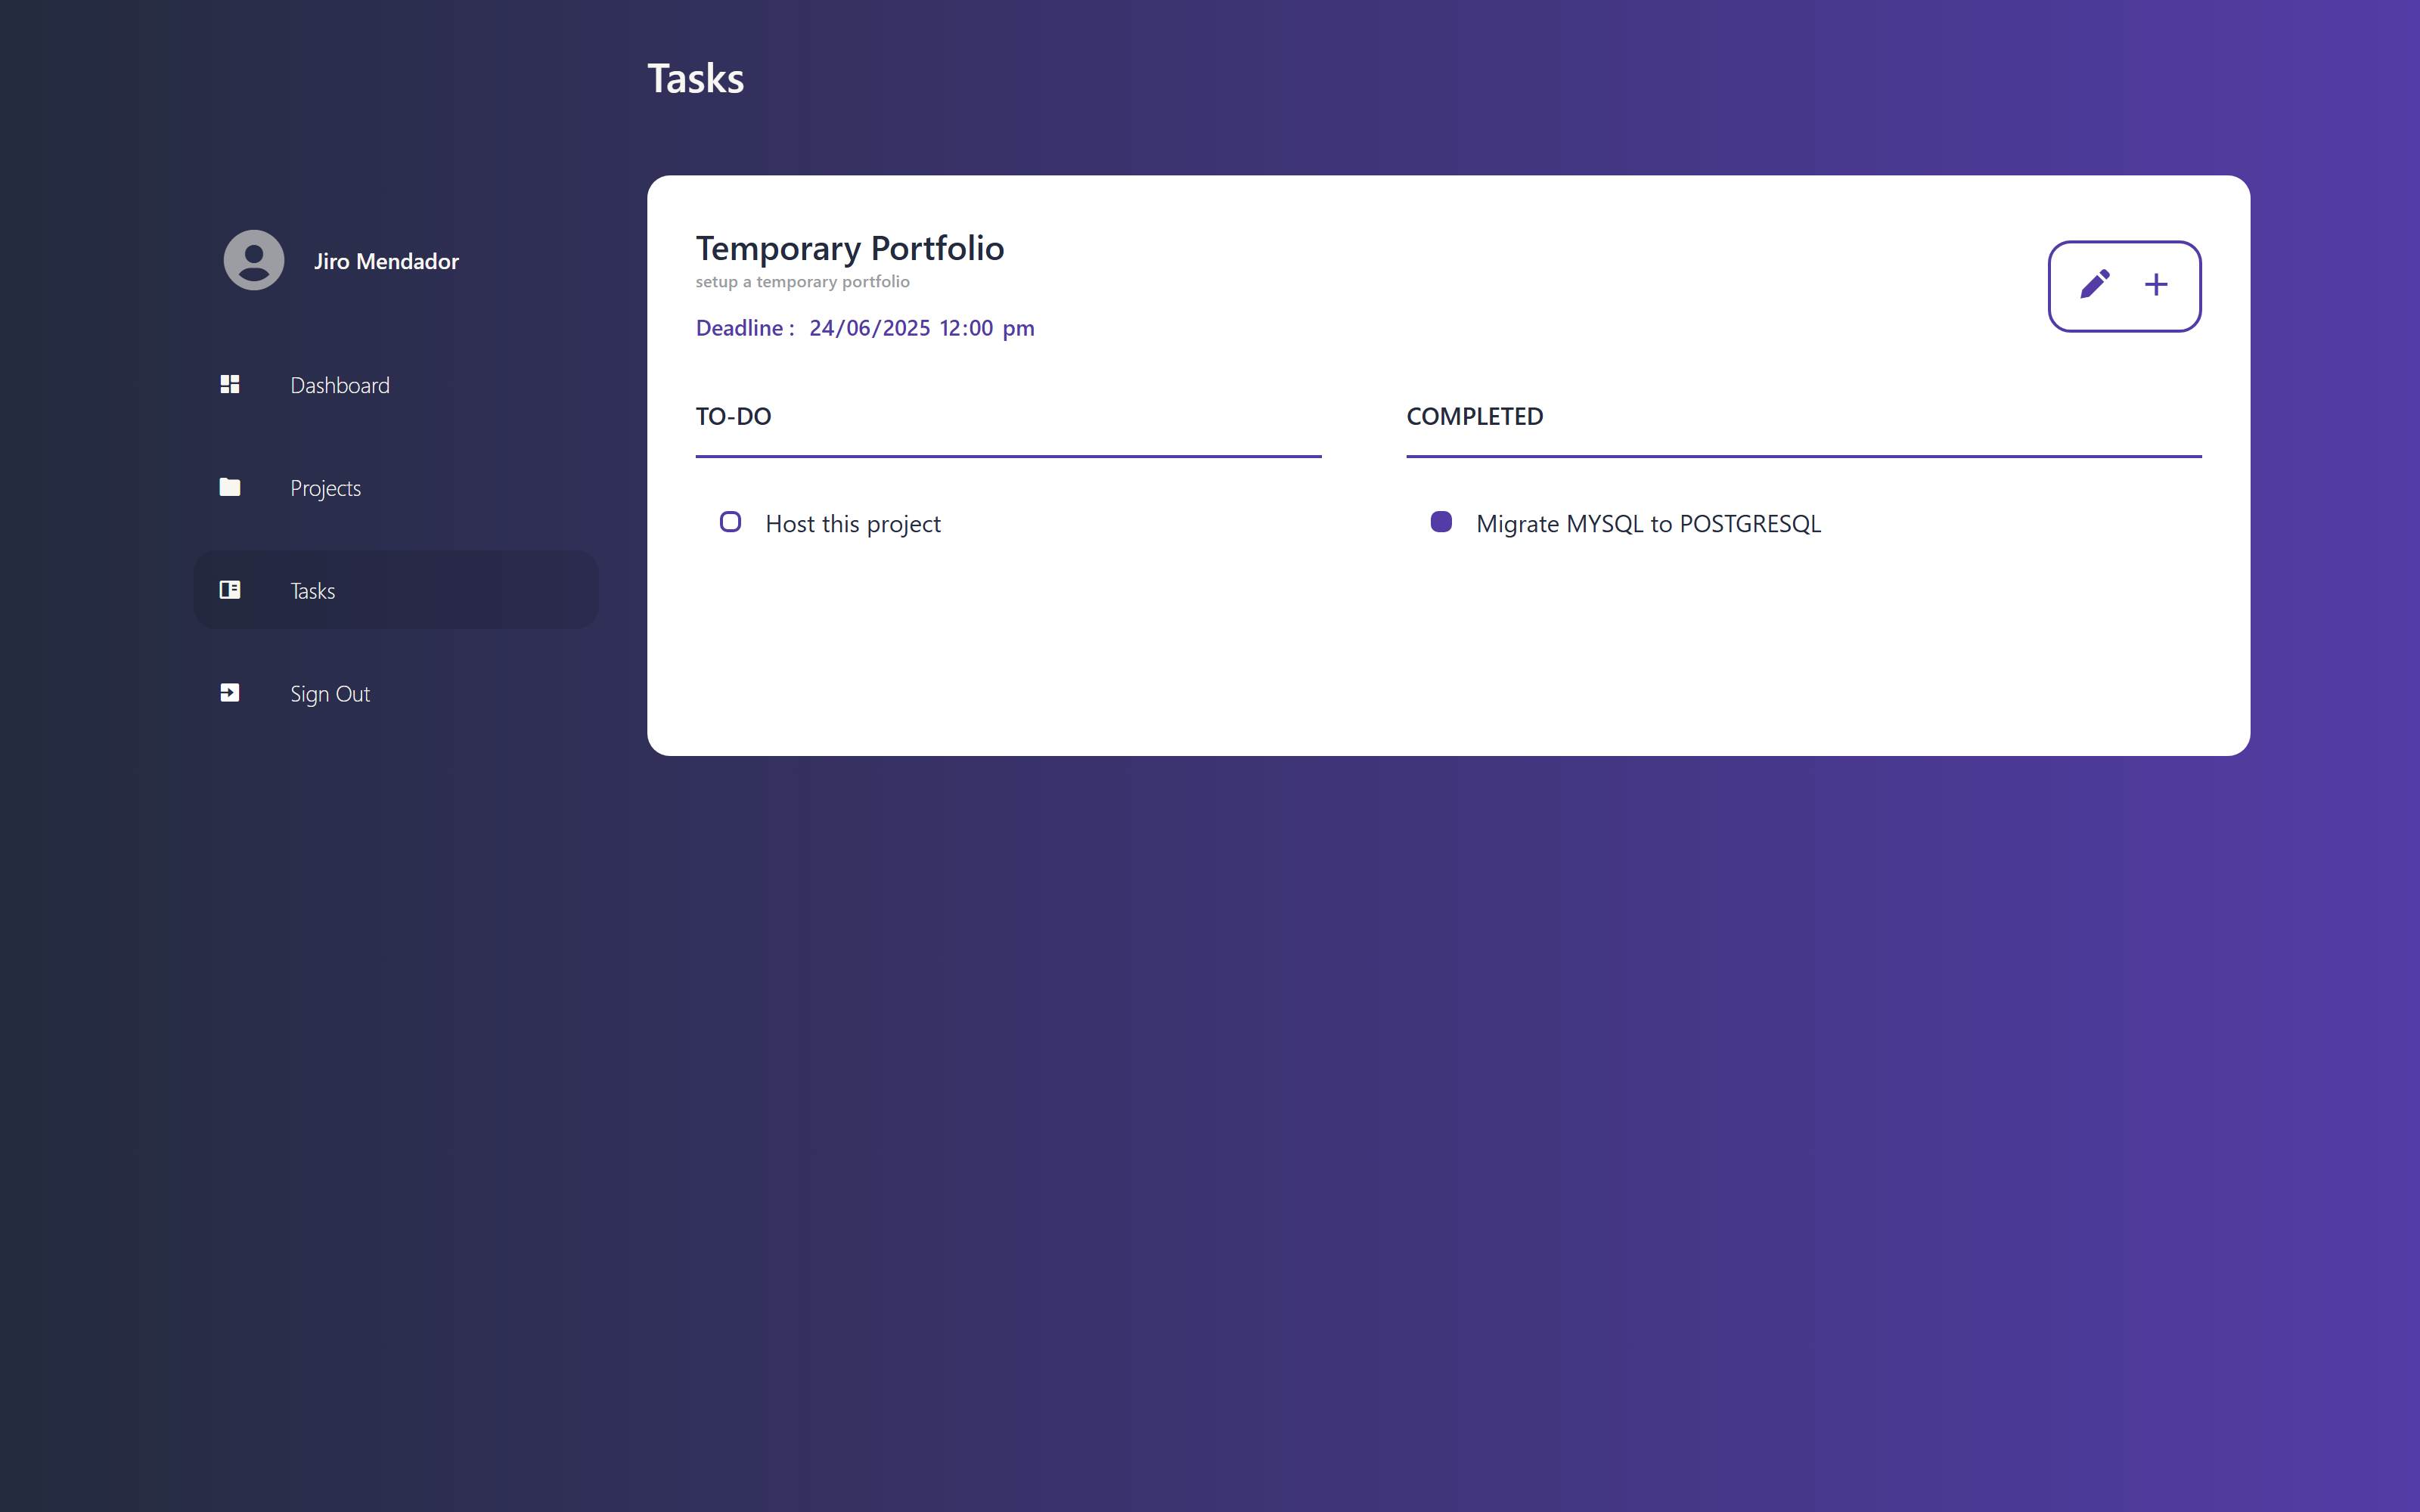 Tasks
Jiro Mendador
Dashboard
Projects
Tasks
Sign Out
Temporary Portfolio
setup a temporary portfolio
Deadline : 24/06/2025 12:00 pm
TO-DO
Host this project
COMPLETED
Migrate MYSQL to POSTGRESQL